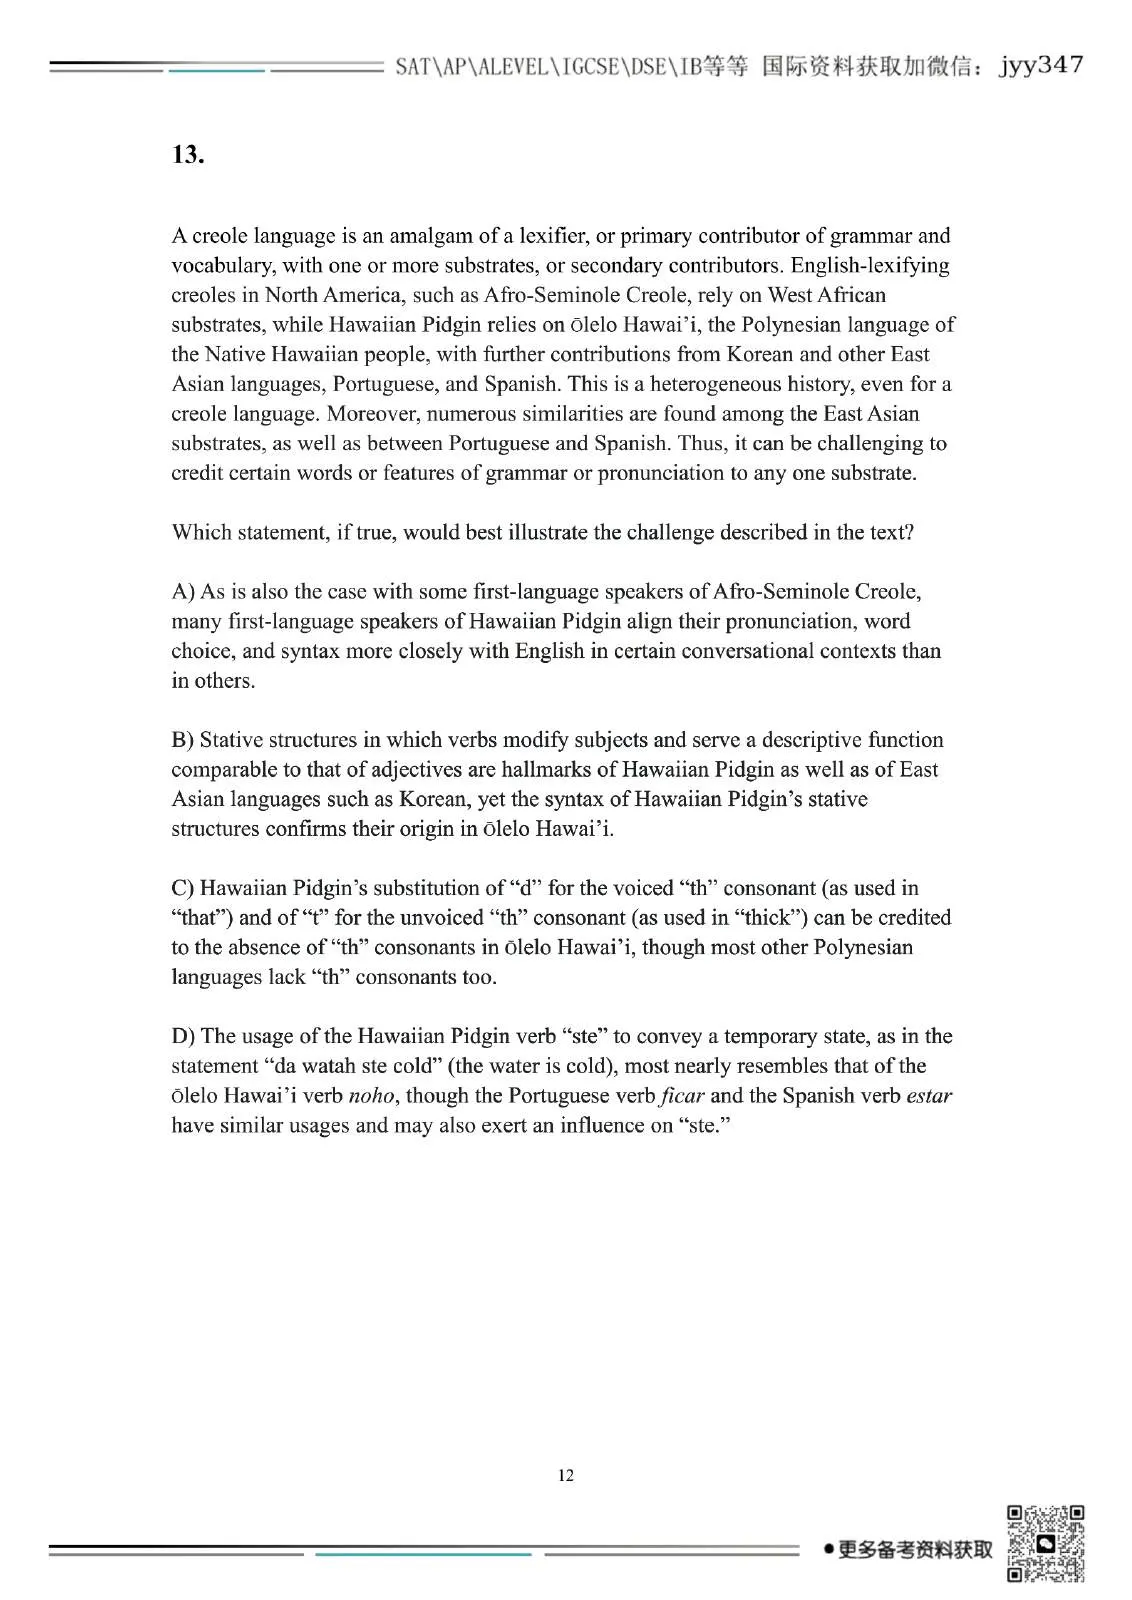 SAT\AP\ALEVEL\IGCSE\DSE\IB等等 国际资料获取加微信： jyy347
13.
A creole language is an amalgam of a lexifier, or primary contributor of grammar and
vocabulary, with one or more substrates, or secondary contributors. English-lexifying
creoles in North America, such as Afro-Seminole Creole, rely on West African
substrates, while Hawaiian Pidgin relies on ōlelo Hawai’i, the Polynesian language of
the Native Hawaiian people, with further contributions from Korean and other East
Asian languages, Portuguese, and Spanish. This is a heterogeneous history, even for a
creole language. Moreover, numerous similarities are found among the East Asian
substrates, as well as between Portuguese and Spanish. Thus, it can be challenging to
credit certain words or features of grammar or pronunciation to any one substrate.
Which statement, if true, would best illustrate the challenge described in the text?
A) As is also the case with some first-language speakers of Afro-Seminole Creole,
many first-language speakers of Hawaiian Pidgin align their pronunciation, word
choice, and syntax more closely with English in certain conversational contexts than
in others.
B) Stative structures in which verbs modify subjects and serve a descriptive function
comparable to that of adjectives are hallmarks of Hawaiian Pidgin as well as of East
Asian languages such as Korean, yet the syntax of Hawaiian Pidgin’s stative
structures confirms their origin in ōlelo Hawai’i.
C) Hawaiian Pidgin’s substitution of “d” for the voiced “th” consonant (as used in
“that”) and of “t” for the unvoiced “th” consonant (as used in “thick”) can be credited
to the absence of “th” consonants in ōlelo Hawai’i, though most other Polynesian
languages lack “th” consonants too.
D) The usage of the Hawaiian Pidgin verb “ste” to convey a temporary state, as in the
statement “da watah ste cold” (the water is cold), most nearly resembles that of the
ōlelo Hawai’i verb noho, though the Portuguese verb ficar and the Spanish verb estar
have similar usages and may also exert an influence on “ste.”
12
●更多备考资料获取